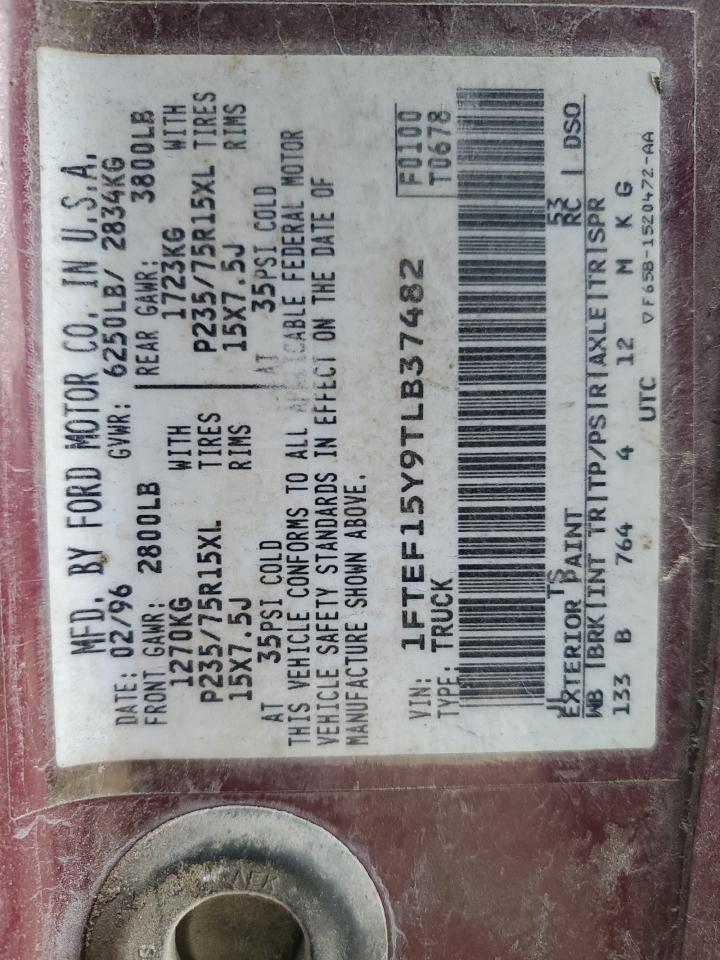 MFD. BY FORD MOTOR CO. IN U.S.A.
DATE: 02/96 GVWR: 6250LB/ 2834KG
FRONT GAWR: 2800LB REAR GAWR: 3800LB
1270KG WITH 1723KG WITH
P235/75R15XL TIRES P235/75R15XL TIRES
15X7.5J RIMS 15X7.5J RIMS
AT 35PSI COLD AT 35PSI COLD
THIS VEHICLE CONFORMS TO ALL APPLICABLE FEDERAL MOTOR
VEHICLE SAFETY STANDARDS IN EFFECT ON THE DATE OF
MANUFACTURE SHOWN ABOVE.
VIN: 1FTEF15Y9TLB37482 F0100
TYPE: TRUCK T0678
TS 53
EXTERIOR PAINT RC DSO
WB BRK INT TR TP/PS R AXLE TR SPR
133 B 764 4 12 M K G
UTC ▽F65B-1520472-AA